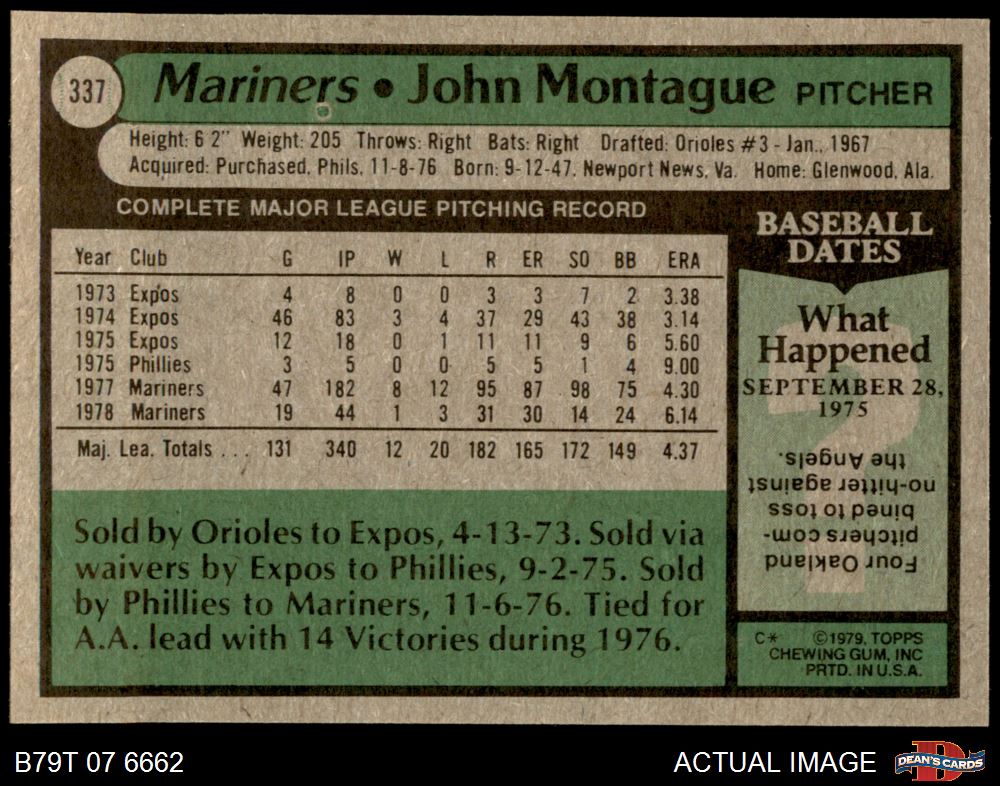 337 Mariners • John Montague PITCHER
Height: 6 2" Weight: 205 Throws: Right Bats: Right Drafted: Orioles #3 - Jan., 1967
Acquired: Purchased, Phils, 11-8-76 Born: 9-12-47, Newport News, Va. Home: Glenwood, Ala.
COMPLETE MAJOR LEAGUE PITCHING RECORD
Year Club G IP W L R ER SO BB ERA
1973 Expos 4 8 0 0 3 3 7 2 3.38
1974 Expos 46 83 3 4 37 29 43 38 3.14
1975 Expos 12 18 0 1 11 11 9 6 5.60
1975 Phillies 3 5 0 0 5 5 1 4 9.00
1977 Mariners 47 182 8 12 95 87 98 75 4.30
1978 Mariners 19 44 1 3 31 30 14 24 6.14
Maj. Lea. Totals . . . 131 340 12 20 182 165 172 149 4.37
Sold by Orioles to Expos, 4-13-73. Sold via
waivers by Expos to Phillies, 9-2-75. Sold
by Phillies to Mariners, 11-6-76. Tied for
A.A. lead with 14 Victories during 1976.
BASEBALL
DATES
What
Happened
SEPTEMBER 28,
1975
Four Oakland
pitchers com-
bined to toss
no-hitter against
the Angels.
C* ©1979, TOPPS
CHEWING GUM, INC
PRTD. IN U.S.A.
B79T 07 6662
ACTUAL IMAGE
DEAN'S CARDS